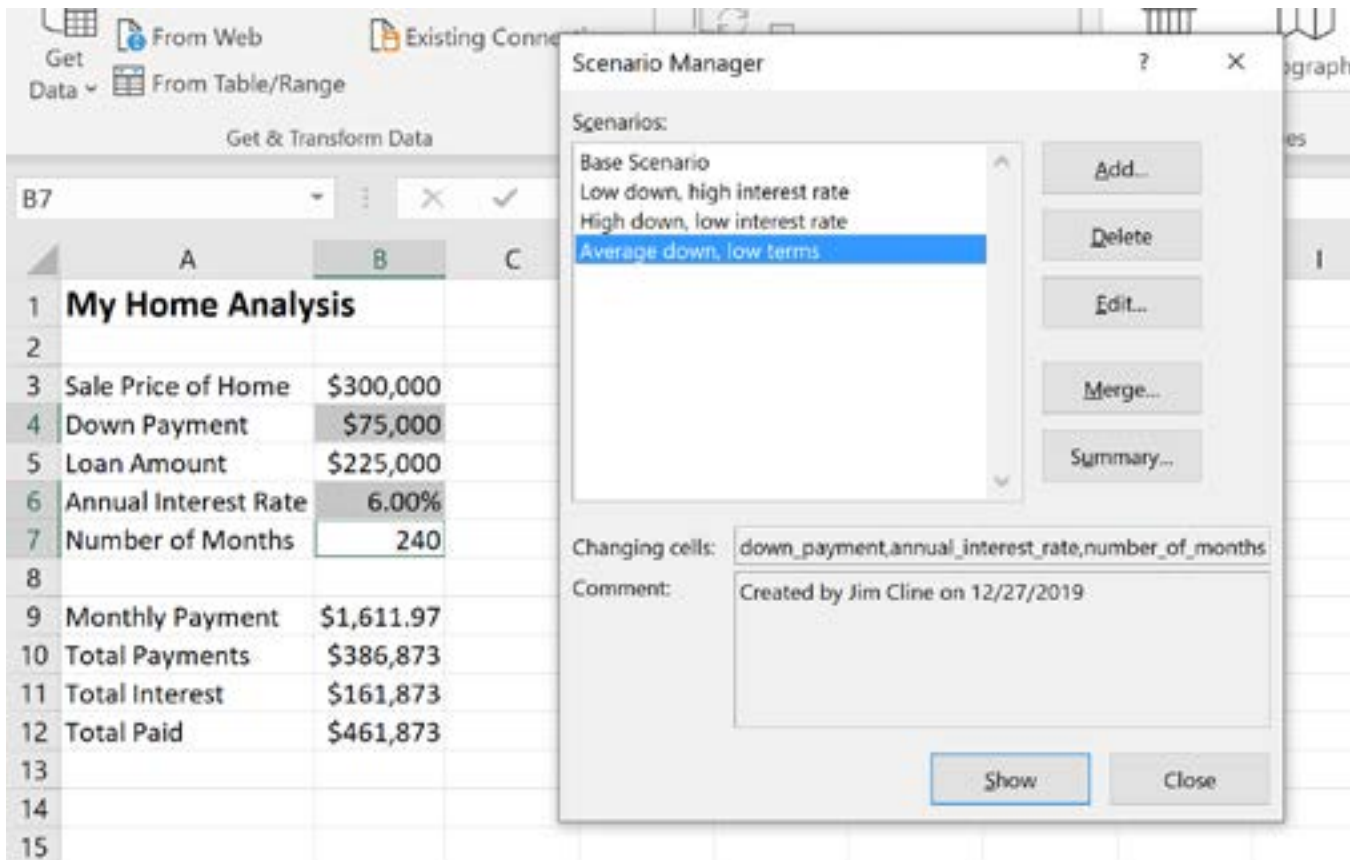 From Web
Existing Conne
Get
Data
From Table/Range
ograph
Get & Transform Data
es
B7
A B C I
1 My Home Analysis
2
3 Sale Price of Home $300,000
4 Down Payment $75,000
5 Loan Amount $225,000
6 Annual Interest Rate 6.00%
7 Number of Months 240
8
9 Monthly Payment $1,611.97
10 Total Payments $386,873
11 Total Interest $161,873
12 Total Paid $461,873
13
14
15
Scenario Manager ? ×
Scenarios:
Base Scenario
Low down, high interest rate
High down, low interest rate
Average down, low terms
Add...
Delete
Edit...
Merge...
Summary...
Changing cells: down_payment,annual_interest_rate,number_of_months
Comment: Created by Jim Cline on 12/27/2019
Show Close